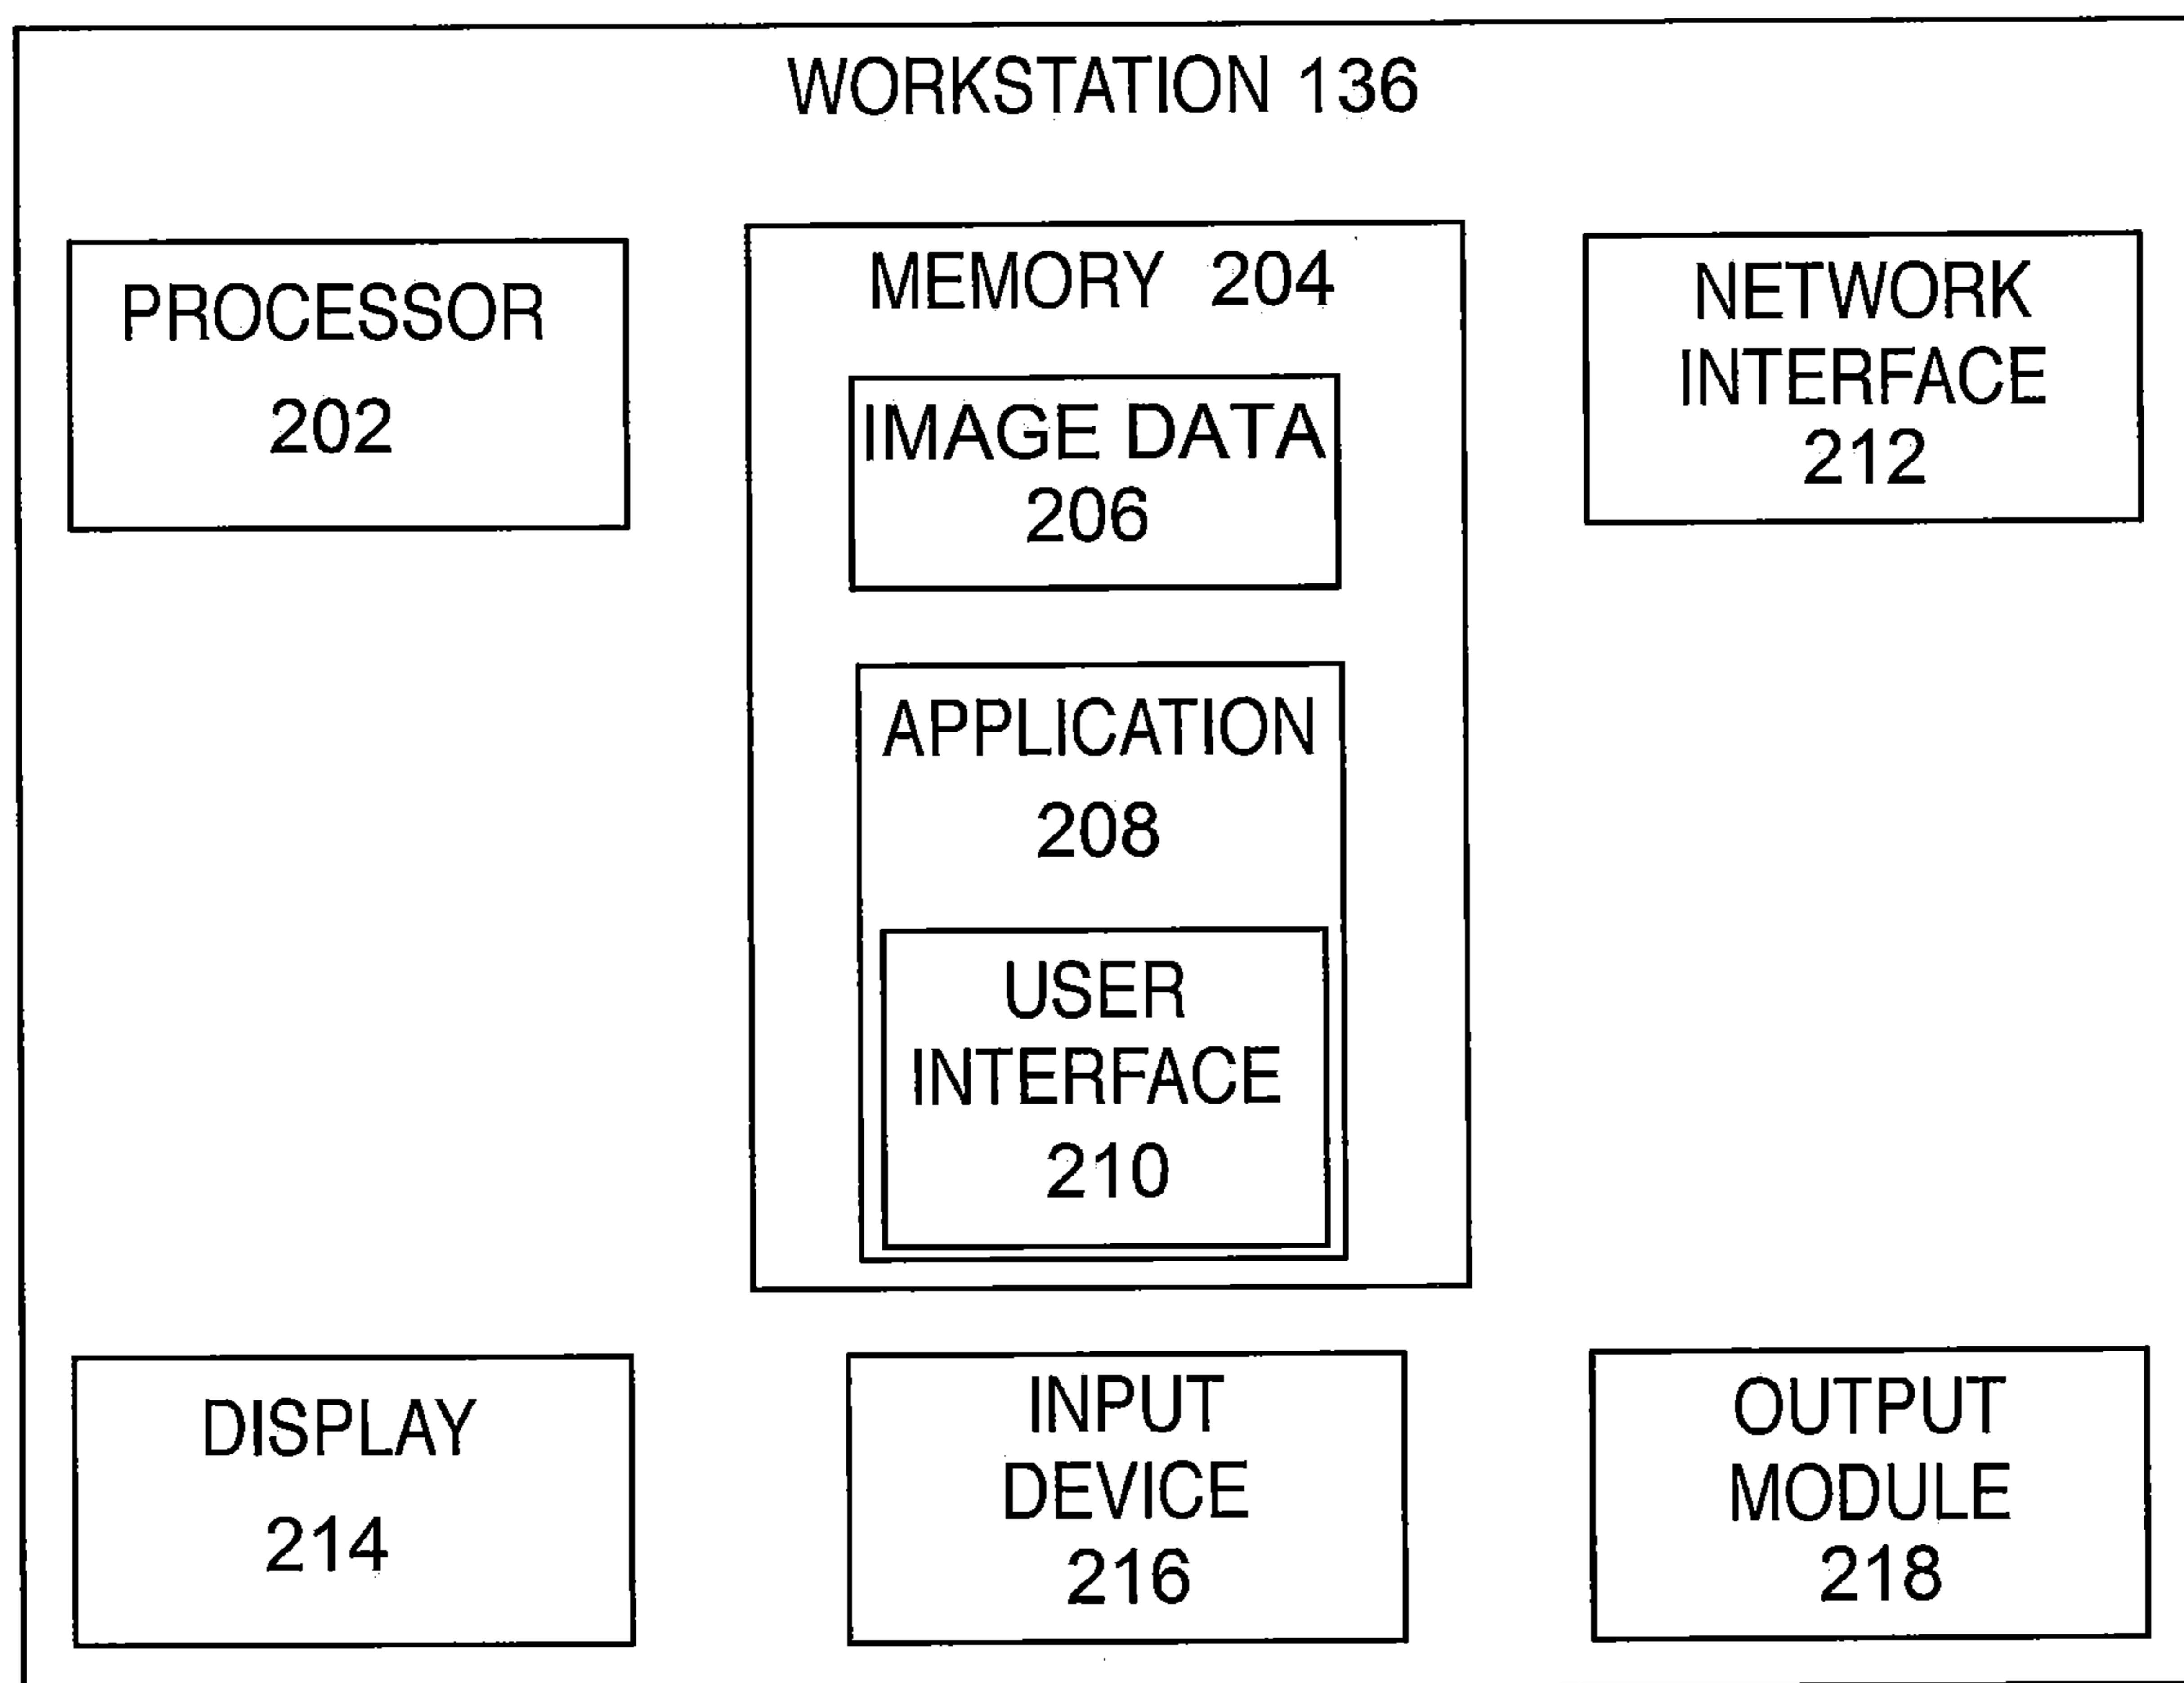 WORKSTATION 136
PROCESSOR
202
MEMORY 204
IMAGE DATA
206
APPLICATION
208
USER
INTERFACE
210
NETWORK
INTERFACE
212
DISPLAY
214
INPUT
DEVICE
216
OUTPUT
MODULE
218